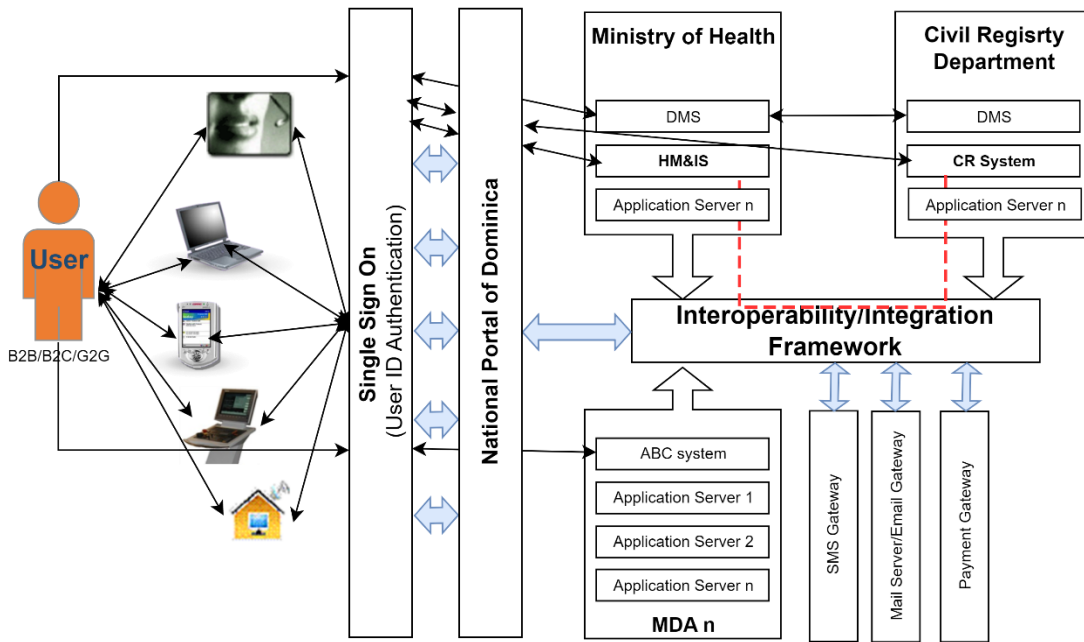 User
B2B/B2C/G2G
Single Sign On
(User ID Authentication)
National Portal of Dominica
Ministry of Health
DMS
HM&IS
Application Server n
Civil Regisrty
Department
DMS
CR System
Application Server n
Interoperability/Integration
Framework
ABC system
Application Server 1
Application Server 2
Application Server n
MDA n
SMS Gateway
Mail Server/Email Gateway
Payment Gateway